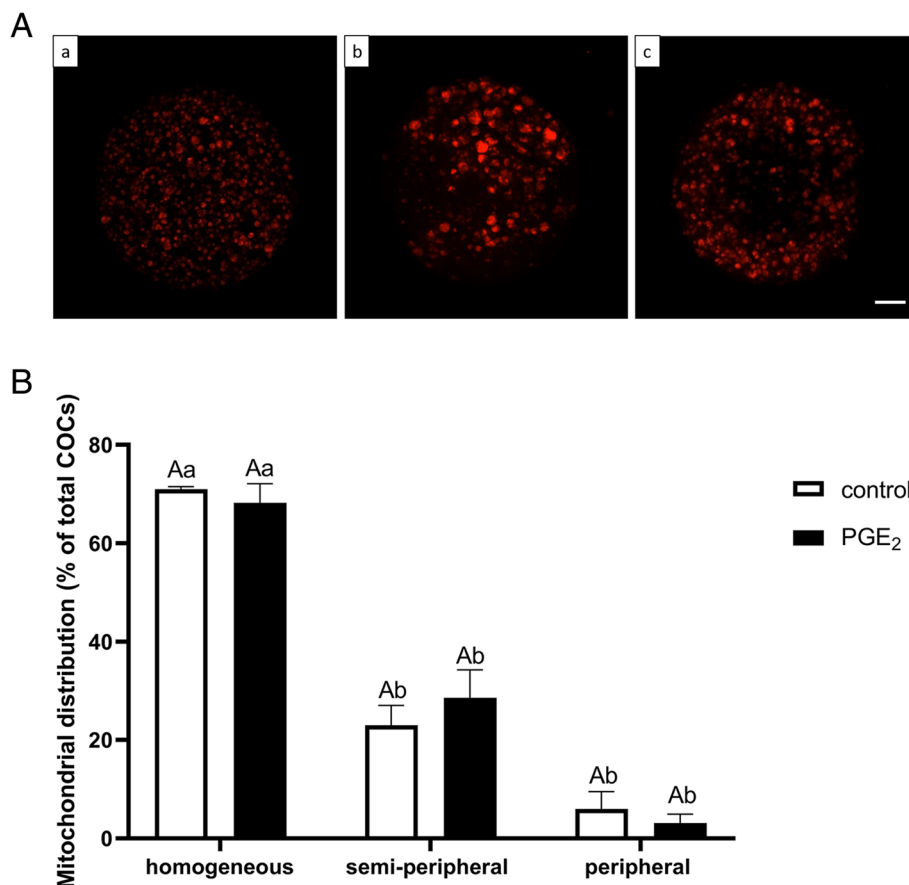 A
a
b
c
B
Mitochondrial distribution (% of total COCs)
80
60
40
20
0
Aa
Aa
Ab
Ab
Ab
Ab
homogeneous
semi-peripheral
peripheral
control
PGE₂